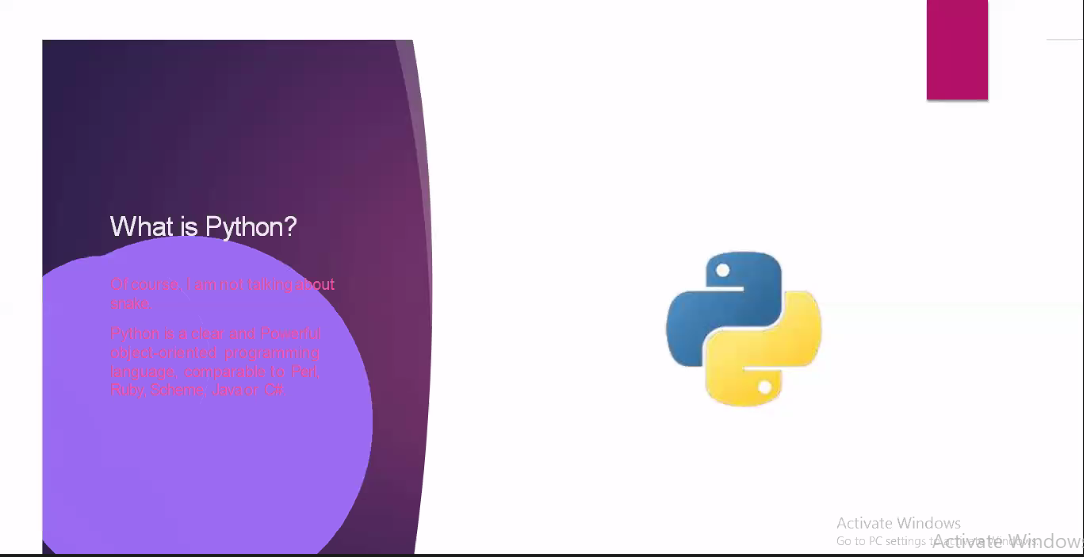 What is Python?
Of course, I am not talking about
snake.
Python is a clear and Powerful
object-oriented programming
language, comparable to Perl,
Ruby, Scheme, Java or C#.
Activate Windows
Go to PC settings to activate Windows.
Activate Window